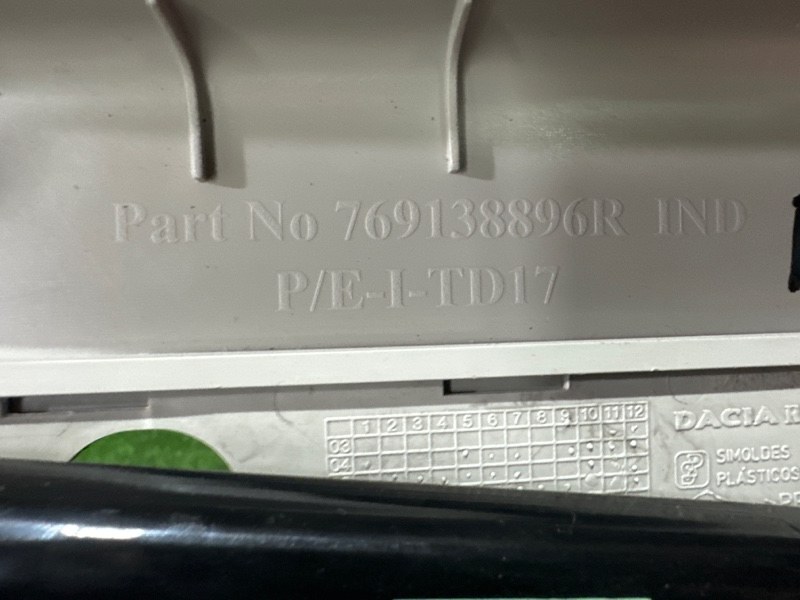 Part No 769138896R IND
P/E-I-TD17
1 2 3 4 5 6 7 8 9 10 11 12
03
04
DACIA
SIMOLDES
PLÁSTICOS